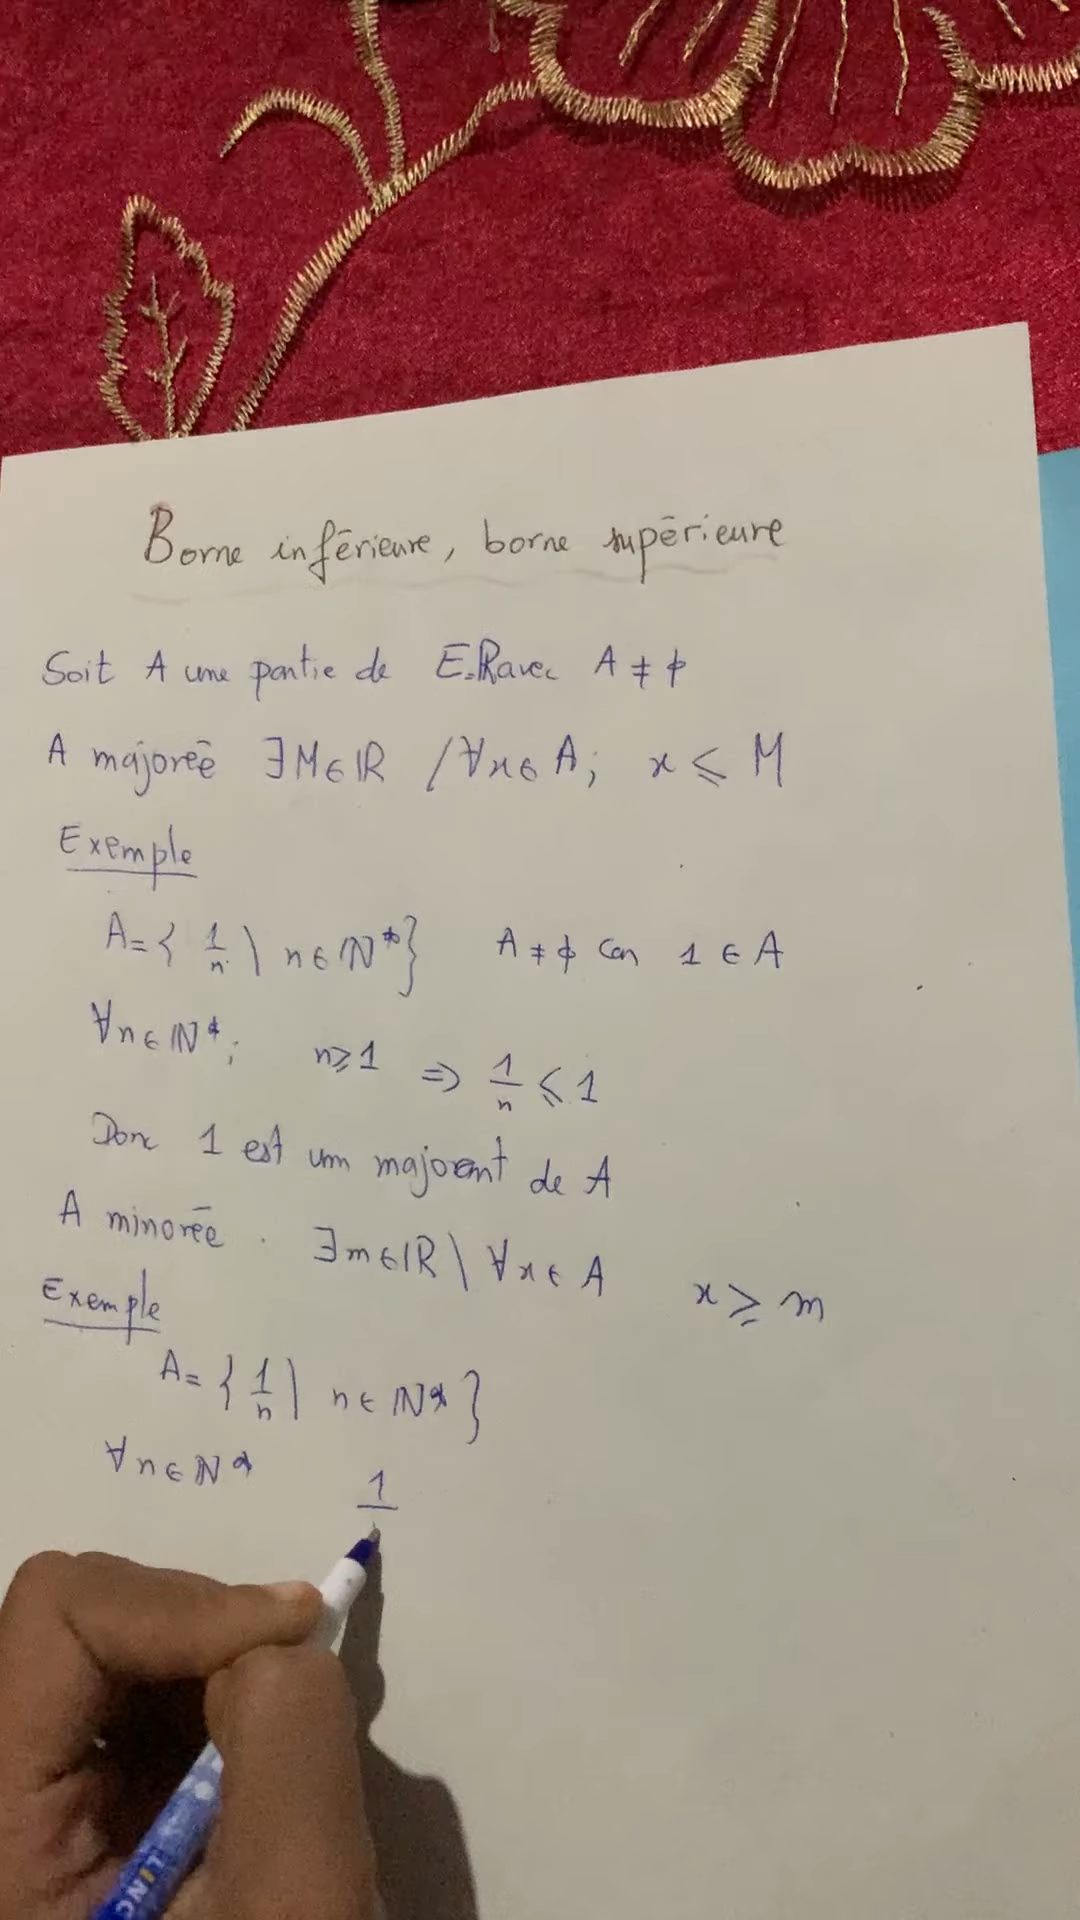 Borne inférieure, borne supérieure
Soit A une partie de E=ℝ avec A ≠ ϕ
A majorée ∃M∈ℝ /∀x∈A; x ⩽ M
Exemple
A={ 1/n \ n∈ℕ*} A ≠ ϕ car 1 ∈ A
∀n∈ℕ*; n⩾1 ⇒ 1/n ⩽ 1
Donc 1 est un majorant de A
A minorée . ∃m∈ℝ \ ∀x∈A x ⩾ m
Exemple
A= {1/n \ n∈ℕ*}
∀n∈ℕ* 1
LINC